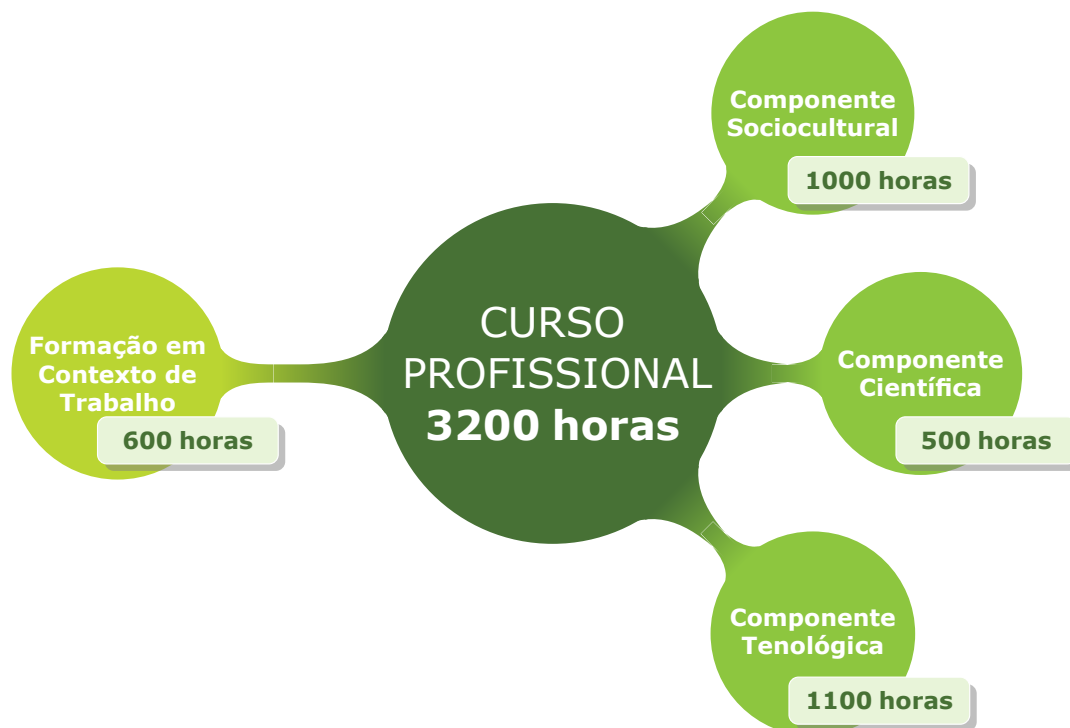 Componente
Sociocultural
1000 horas
CURSO
PROFISSIONAL
3200 horas
Formação em
Contexto de
Trabalho
600 horas
Componente
Científica
500 horas
Componente
Tenológica
1100 horas